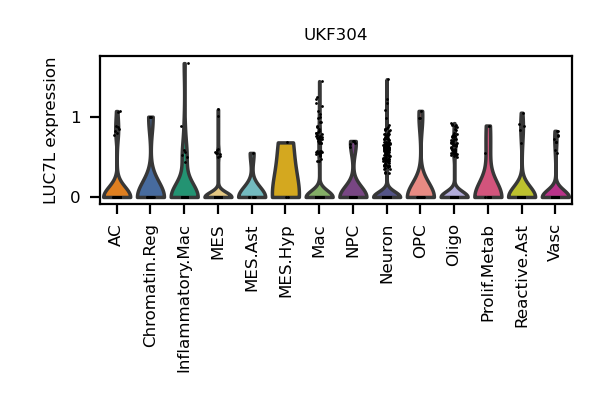 UKF304
LUC7L expression
1
0
AC
Chromatin.Reg
Inflammatory.Mac
MES
MES.Ast
MES.Hyp
Mac
NPC
Neuron
OPC
Oligo
Prolif.Metab
Reactive.Ast
Vasc